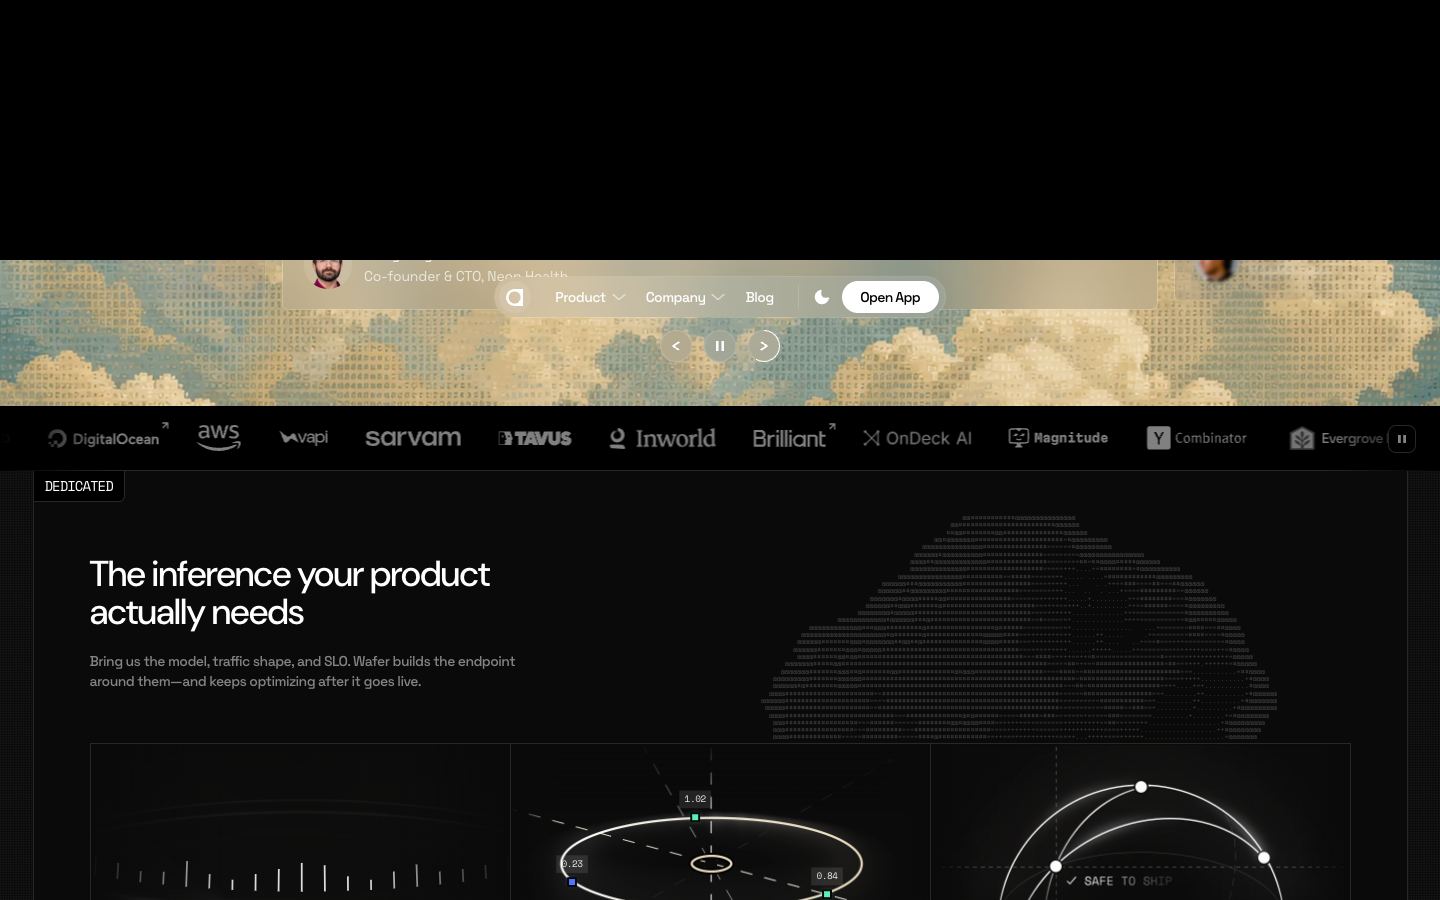 Co-founder & CTO, Neon Health
Product
Company
Blog
Open App
DigitalOcean
aws
vapi
sarvam
TAVUS
Inworld
Brilliant
OnDeck AI
Magnitude
Y Combinator
Evergrove
DEDICATED
The inference your product
actually needs
Bring us the model, traffic shape, and SLO. Wafer builds the endpoint
around them—and keeps optimizing after it goes live.
1.02
0.23
0.84
✓ SAFE TO SHIP